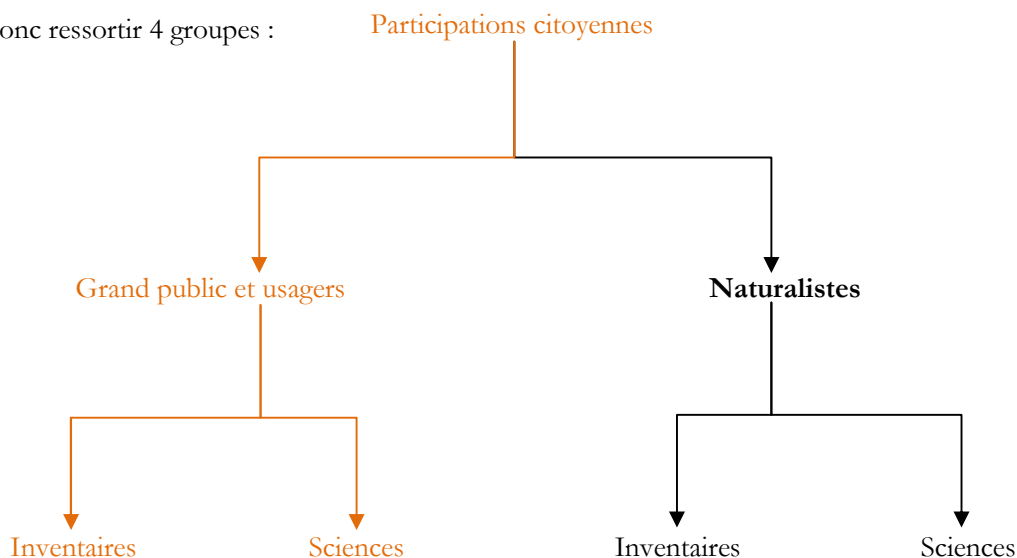 onc ressortir 4 groupes :
Participations citoyennes
Grand public et usagers
Naturalistes
Inventaires
Sciences
Inventaires
Sciences